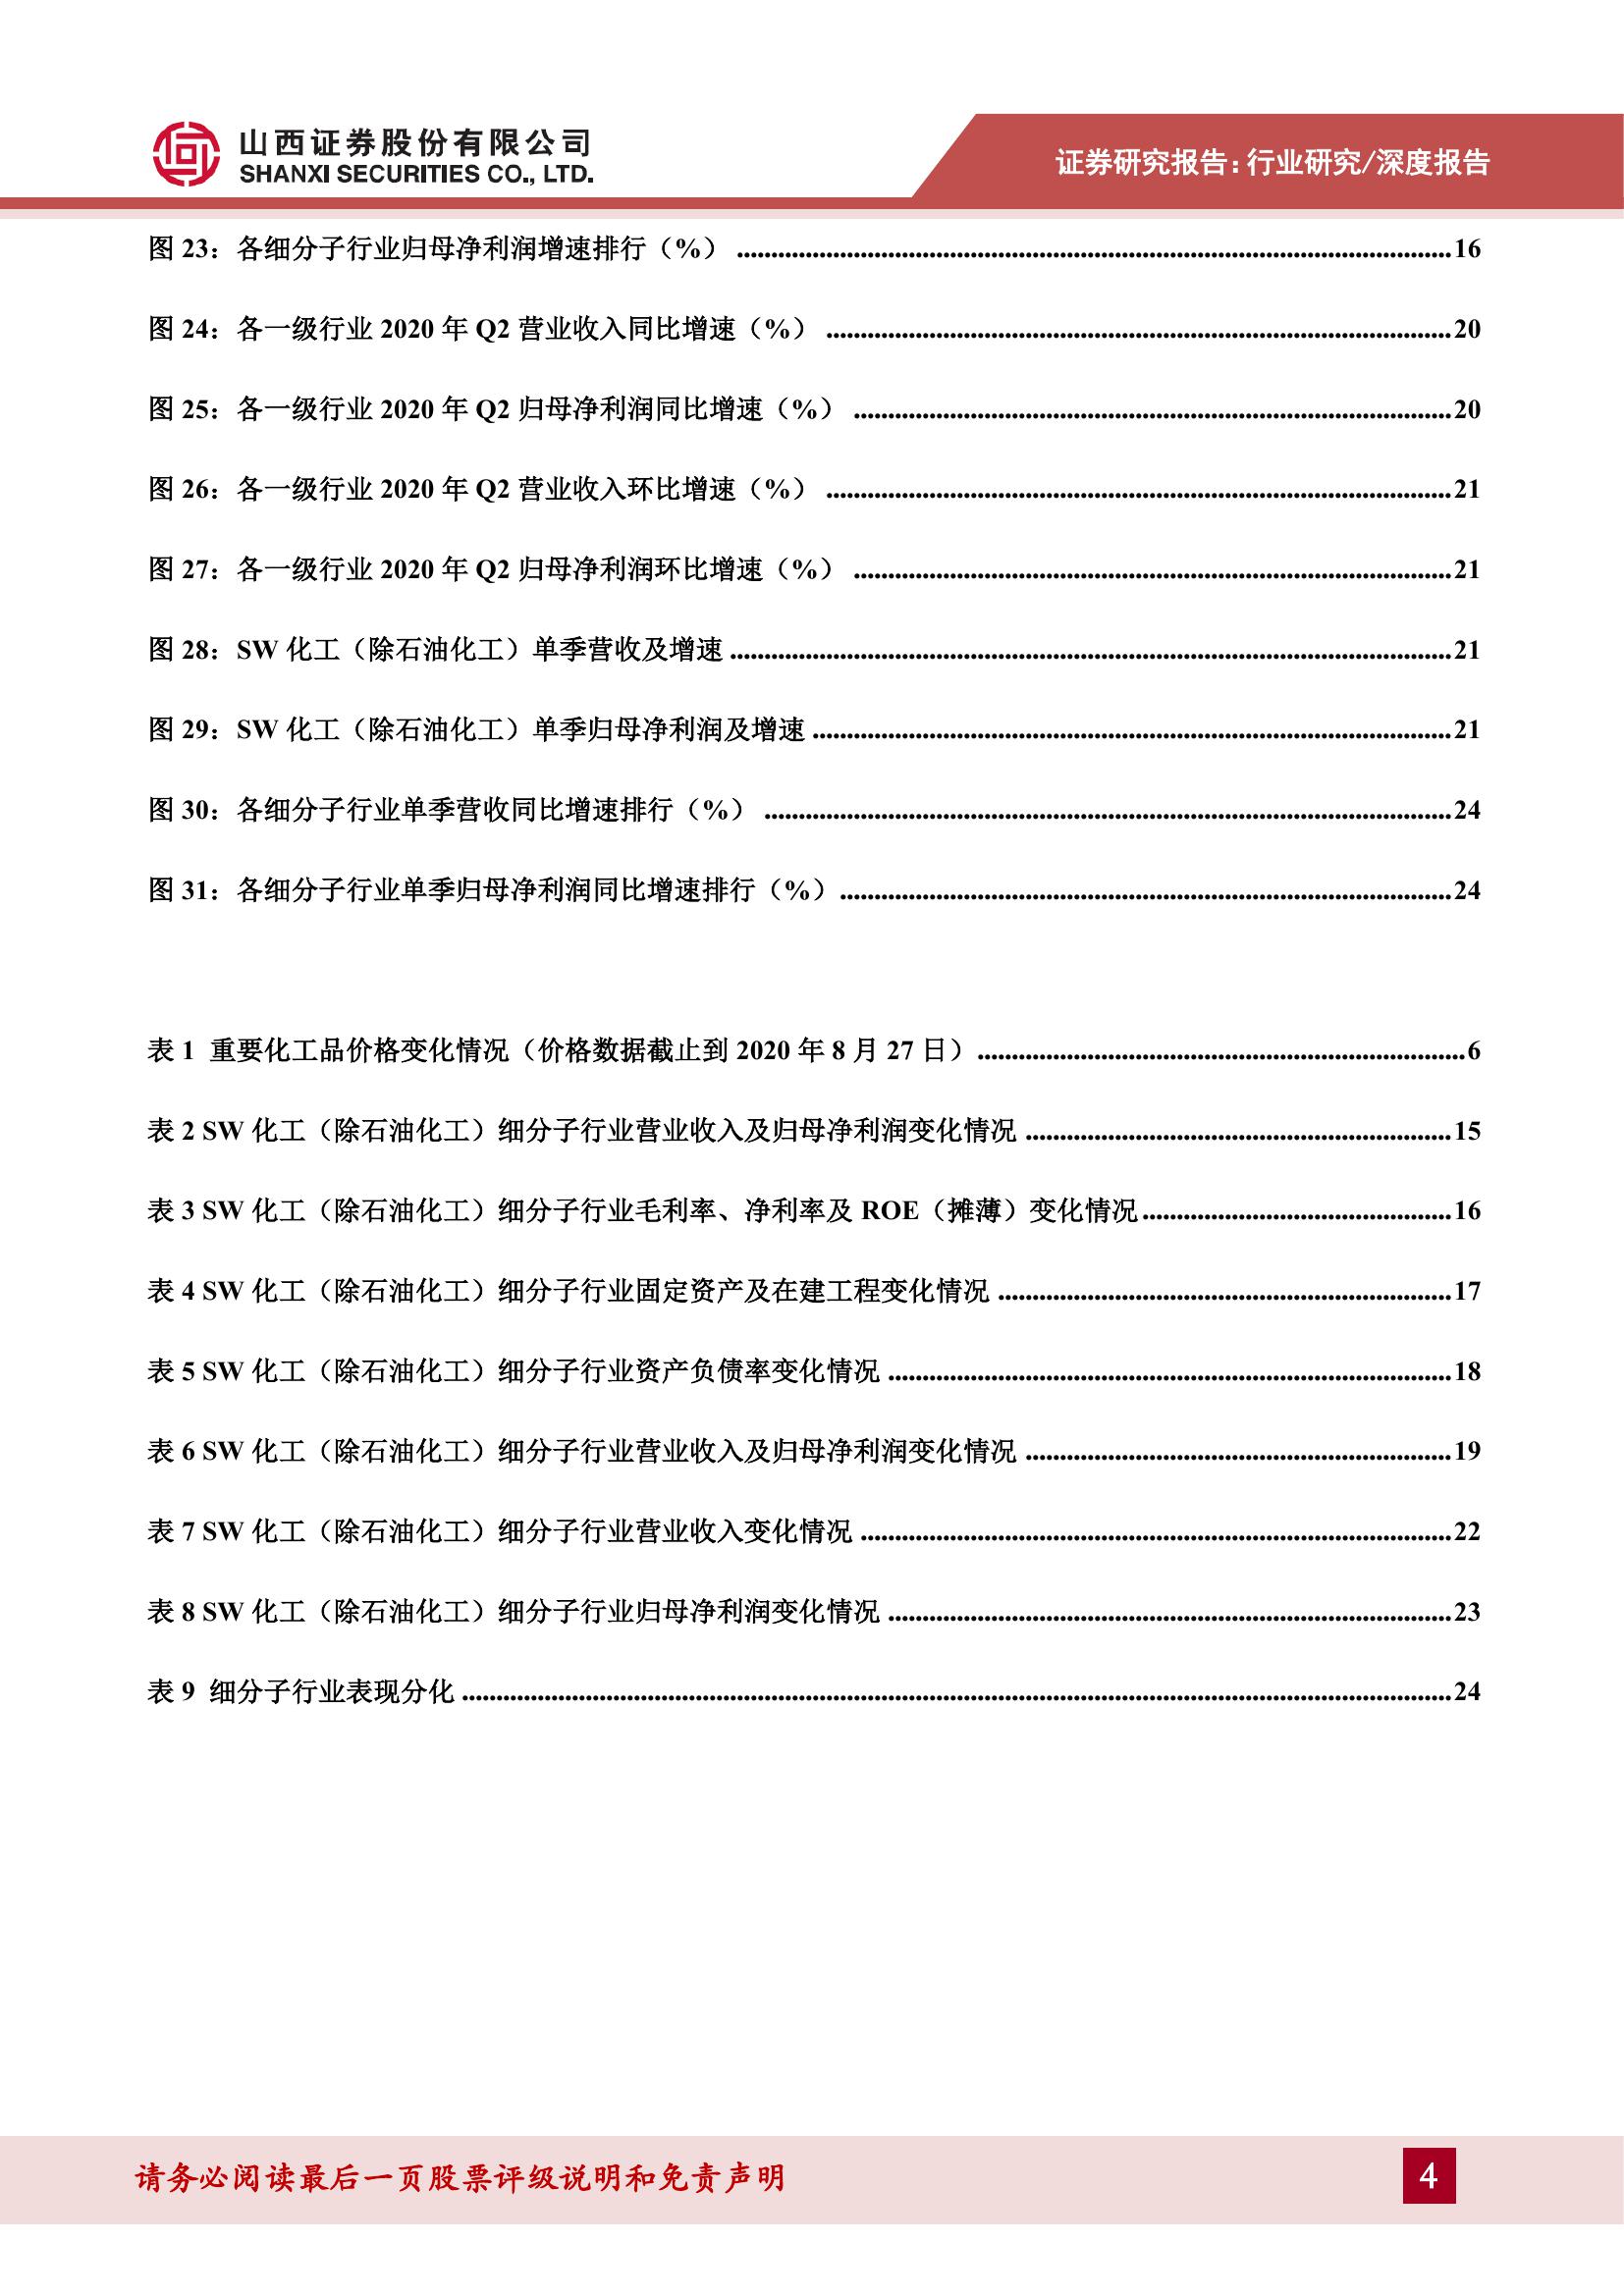 山西证券股份有限公司
SHANXI SECURITIES CO., LTD.
证券研究报告:行业研究/深度报告
图 23：各细分子行业归母净利润增速排行（%） ........................................16
图 24：各一级行业 2020 年 Q2 营业收入同比增速（%） ........................................20
图 25：各一级行业 2020 年 Q2 归母净利润同比增速（%） ........................................20
图 26：各一级行业 2020 年 Q2 营业收入环比增速（%） ........................................21
图 27：各一级行业 2020 年 Q2 归母净利润环比增速（%） ........................................21
图 28：SW 化工（除石油化工）单季营收及增速 ........................................21
图 29：SW 化工（除石油化工）单季归母净利润及增速 ........................................21
图 30：各细分子行业单季营收同比增速排行（%） ........................................24
图 31：各细分子行业单季归母净利润同比增速排行（%）........................................24
表 1 重要化工品价格变化情况（价格数据截止到 2020 年 8 月 27 日）........................................6
表 2 SW 化工（除石油化工）细分子行业营业收入及归母净利润变化情况 ........................................15
表 3 SW 化工（除石油化工）细分子行业毛利率、净利率及 ROE（摊薄）变化情况........................................16
表 4 SW 化工（除石油化工）细分子行业固定资产及在建工程变化情况 ........................................17
表 5 SW 化工（除石油化工）细分子行业资产负债率变化情况 ........................................18
表 6 SW 化工（除石油化工）细分子行业营业收入及归母净利润变化情况 ........................................19
表 7 SW 化工（除石油化工）细分子行业营业收入变化情况 ........................................22
表 8 SW 化工（除石油化工）细分子行业归母净利润变化情况 ........................................23
表 9 细分子行业表现分化 ........................................24
请务必阅读最后一页股票评级说明和免责声明
4